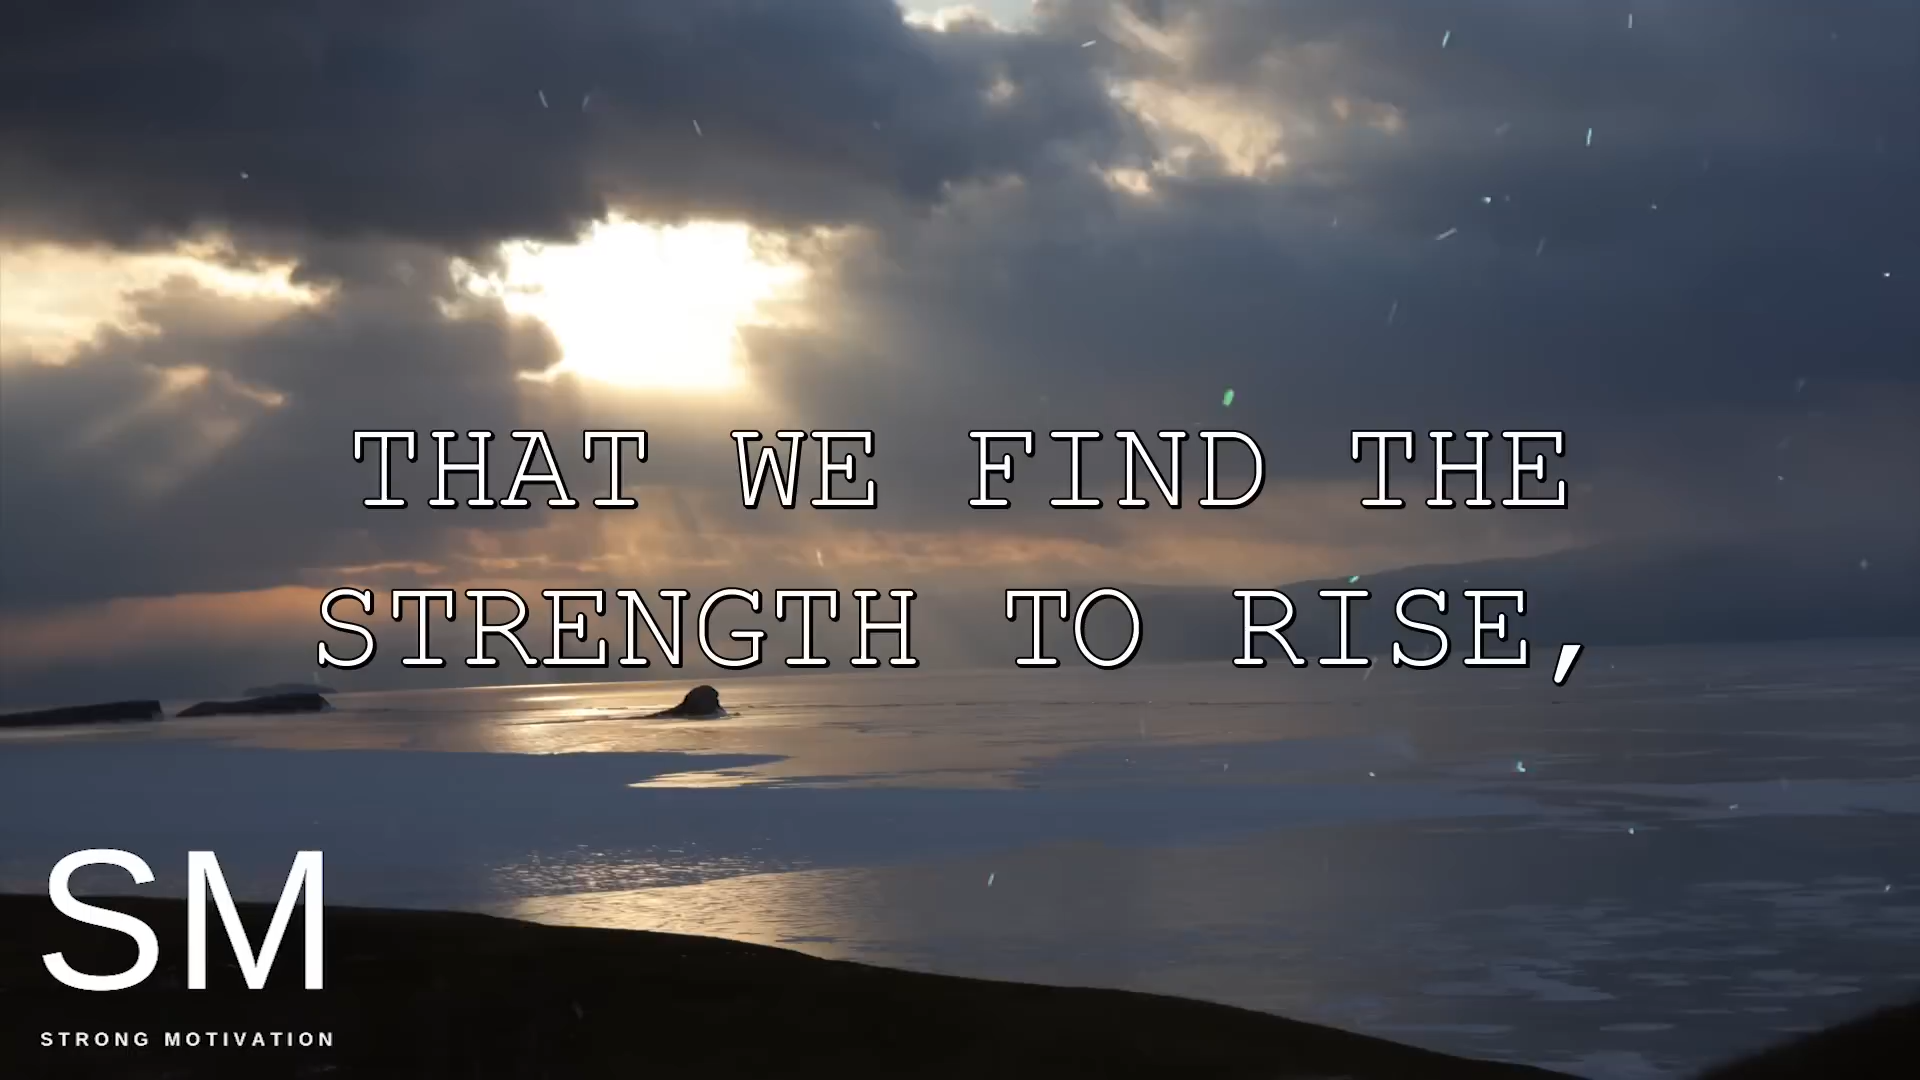 THAT WE FIND THE
STRENGTH TO RISE,
SM
STRONG MOTIVATION